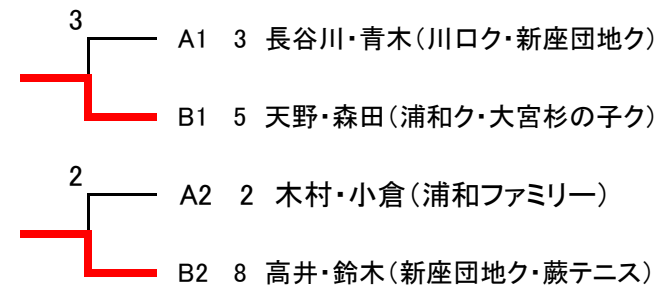 3
A1 3 長谷川・青木(川口ク・新座団地ク)
B1 5 天野・森田(浦和ク・大宮杉の子ク)
2
A2 2 木村・小倉(浦和ファミリー)
B2 8 高井・鈴木(新座団地ク・蕨テニス)